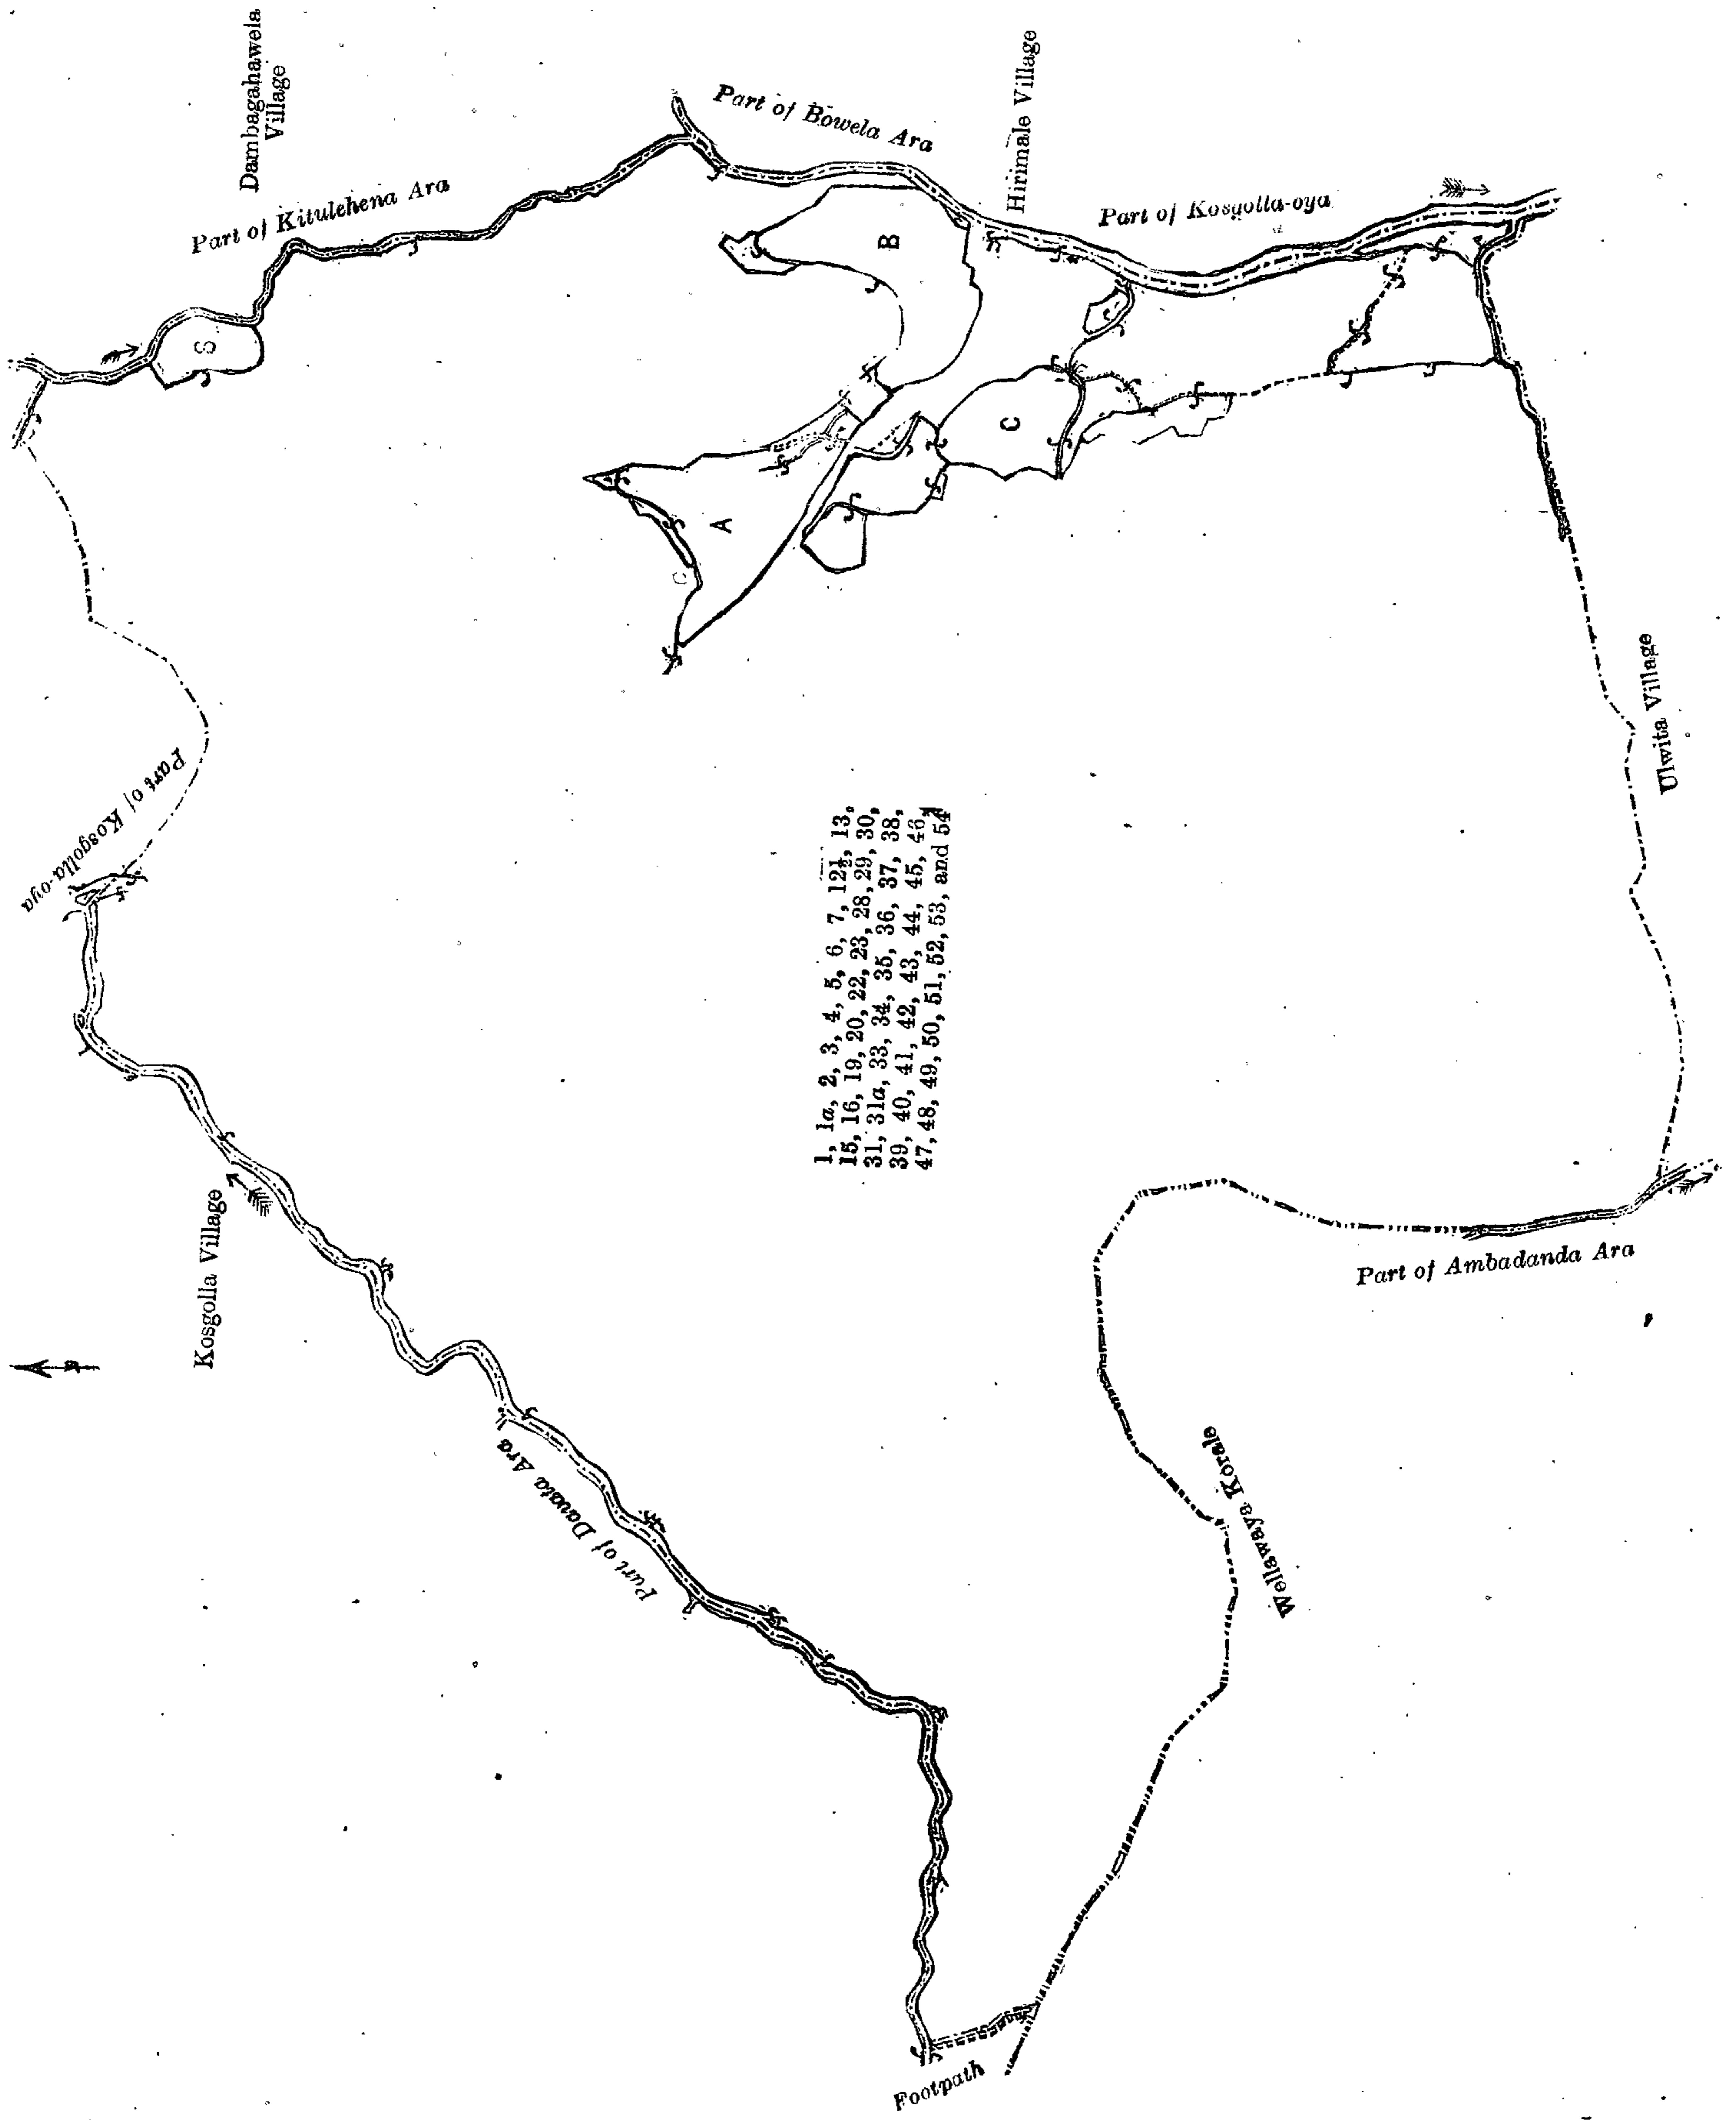 Dambagahawela
Village
Part of Kitulehena Ara
Part of Bowela Ara
Hirimale Village
Part of Kosgolla-oya
S
B
C
A
C
Part of Kosgolla-oya
Ulwita Village
1, 1a, 2, 3, 4, 5, 6, 7, 12½, 13,
15, 16, 19, 20, 22, 23, 28, 29, 30,
31, 31a, 33, 34, 35, 36, 37, 38,
39, 40, 41, 42, 43, 44, 45, 46,
47, 48, 49, 50, 51, 52, 53, and 54
Kosgolla Village
Part of Ambadanda Ara
Part of Dawata Ara
Wellawaya Korale
Footpath